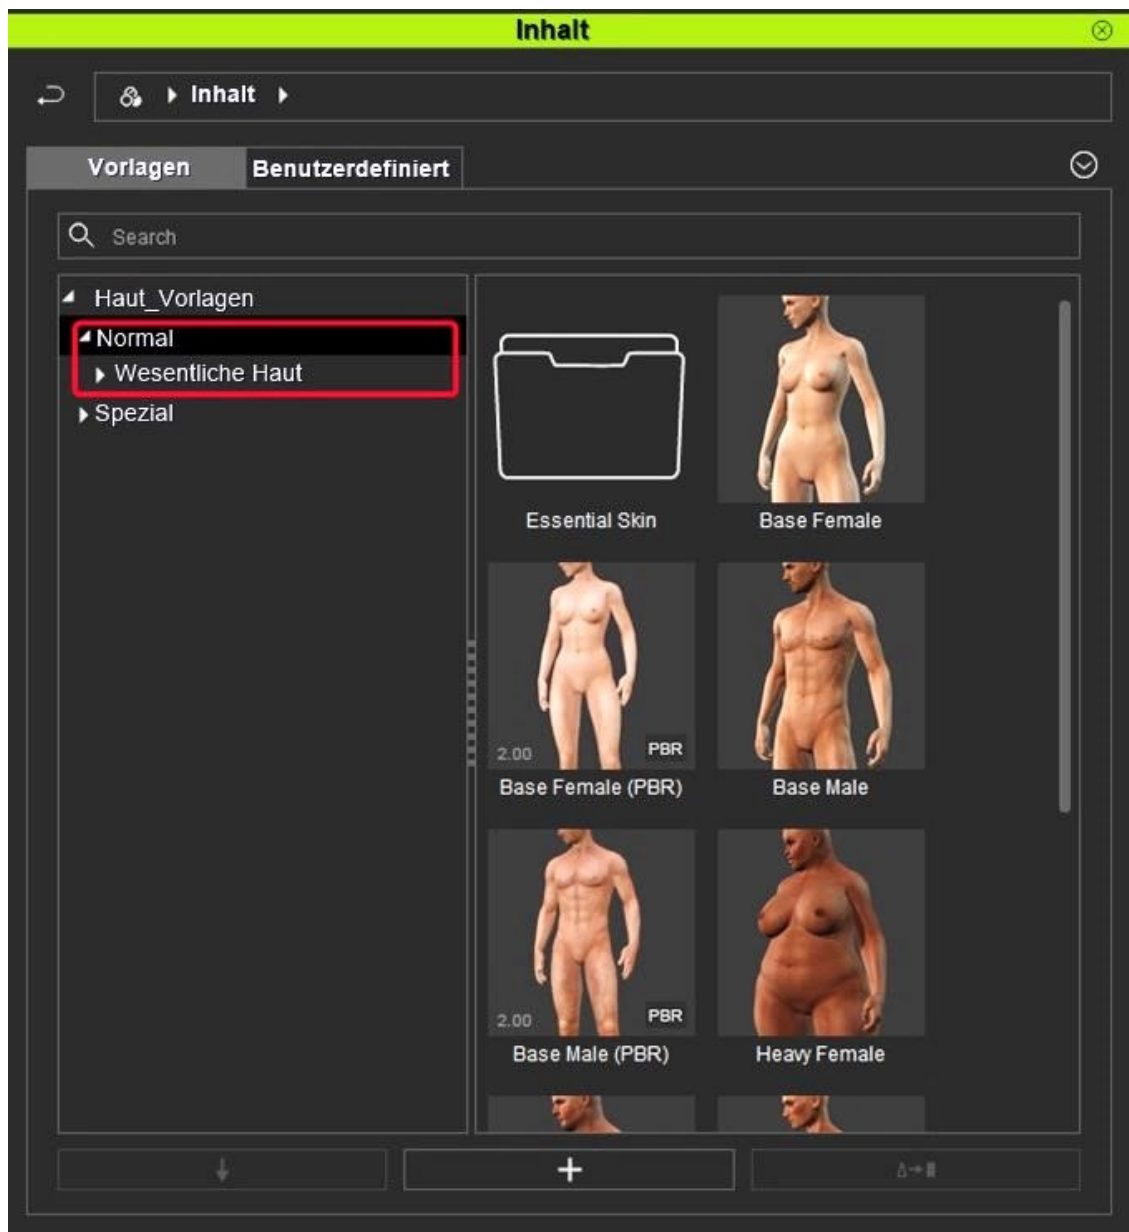 Inhalt
Inhalt
Vorlagen Benutzerdefiniert
Search
Haut_Vorlagen
Normal
Wesentliche Haut
Spezial
Essential Skin Base Female
2.00 PBR
Base Female (PBR) Base Male
2.00 PBR
Base Male (PBR) Heavy Female